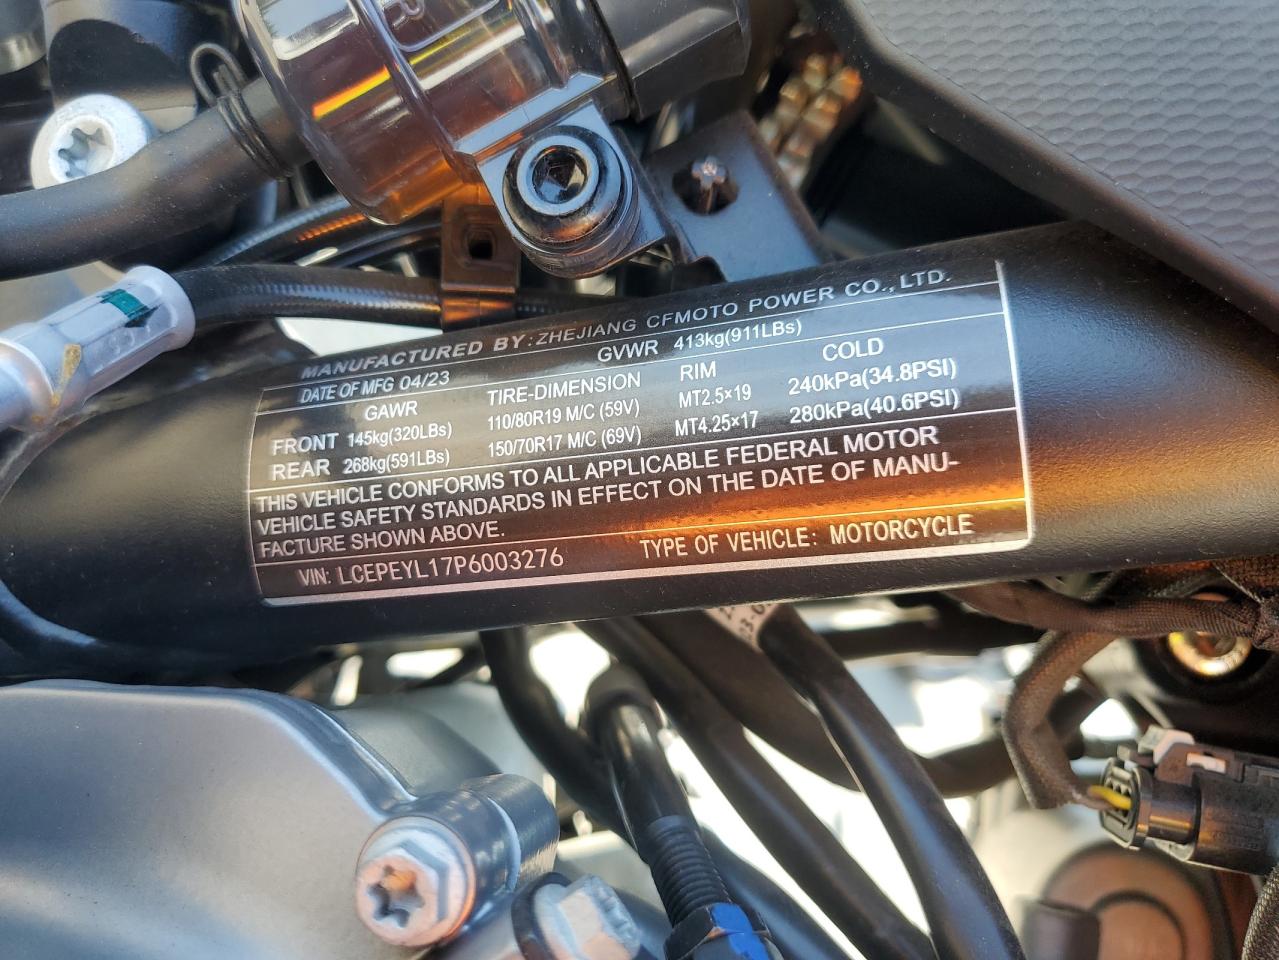 MANUFACTURED BY: ZHEJIANG CFMOTO POWER CO., LTD.
DATE OF MFG 04/23 GVWR 413kg(911LBs)
GAWR TIRE-DIMENSION RIM COLD
FRONT 145kg(320LBs) 110/80R19 M/C (59V) MT2.5×19 240kPa(34.8PSI)
REAR 268kg(591LBs) 150/70R17 M/C (69V) MT4.25×17 280kPa(40.6PSI)
THIS VEHICLE CONFORMS TO ALL APPLICABLE FEDERAL MOTOR
VEHICLE SAFETY STANDARDS IN EFFECT ON THE DATE OF MANU-
FACTURE SHOWN ABOVE.
VIN: LCEPEYL17P6003276 TYPE OF VEHICLE: MOTORCYCLE